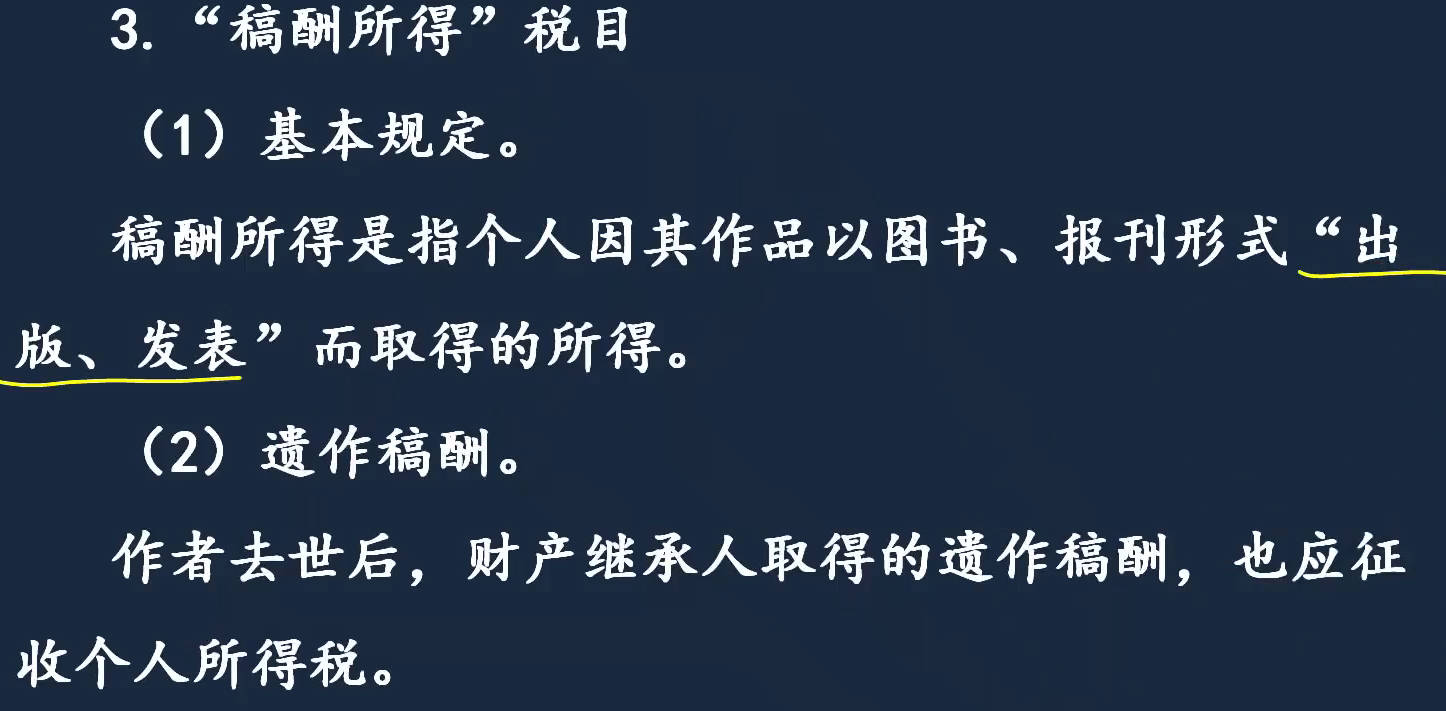 3. “稿酬所得”税目
（1）基本规定。
稿酬所得是指个人因其作品以图书、报刊形式“出
版、发表”而取得的所得。
（2）遗作稿酬。
作者去世后，财产继承人取得的遗作稿酬，也应征
收个人所得税。